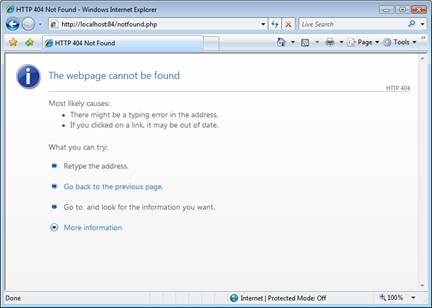 HTTP 404 Not Found - Windows Internet Explorer
http://localhost:84/notfound.php
Live Search
HTTP 404 Not Found
Page
Tools
The webpage cannot be found
HTTP 404
Most likely causes:
There might be a typing error in the address.
If you clicked on a link, it may be out of date.
What you can try:
Retype the address.
Go back to the previous page.
Go to and look for the information you want.
More information
Done
Internet | Protected Mode: Off
100%